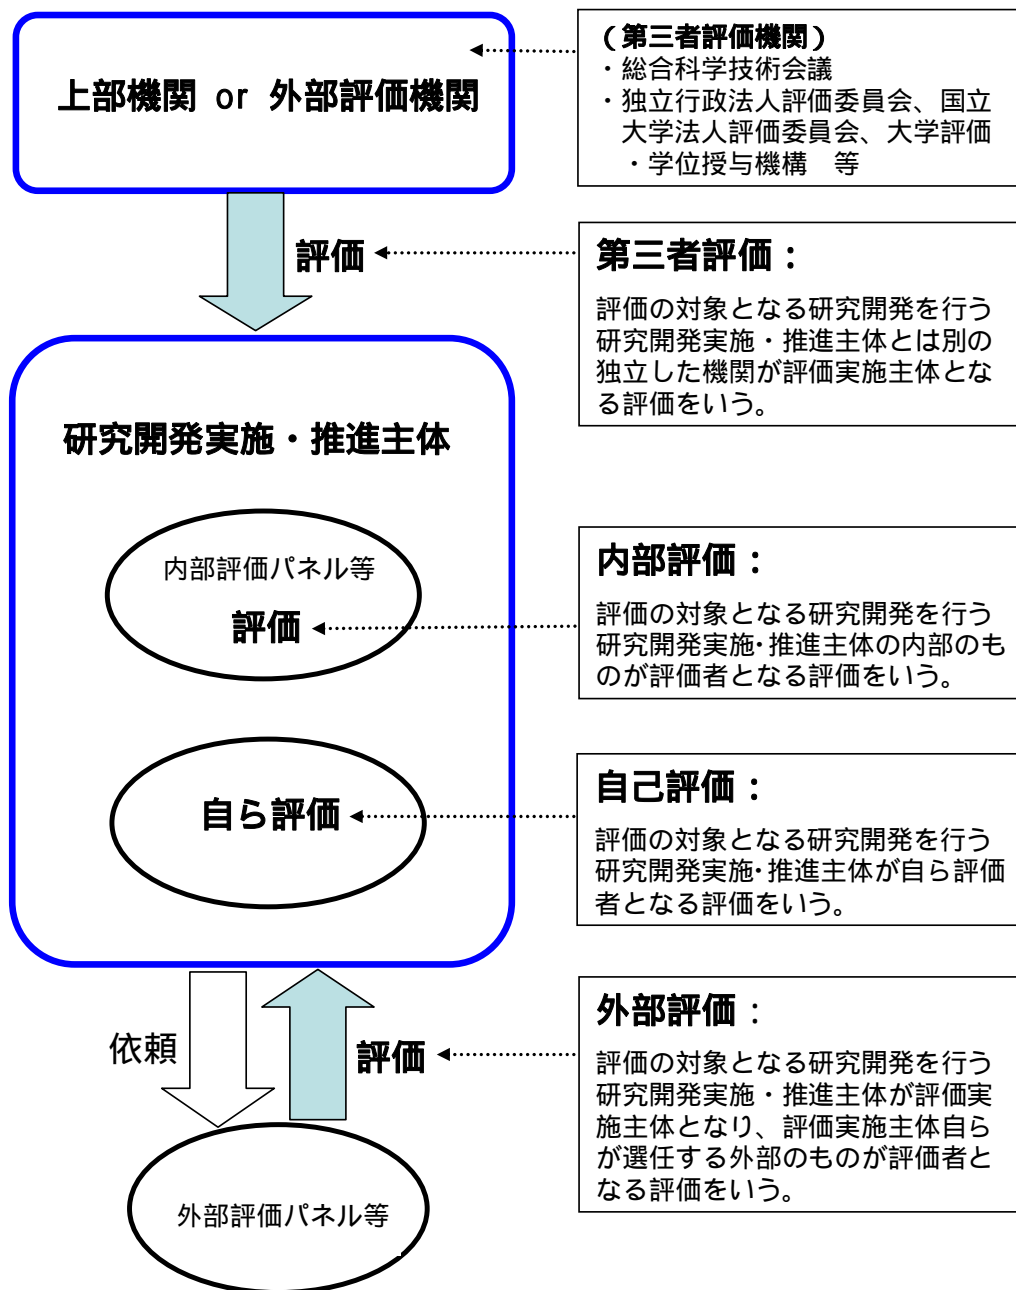 上部機関 or 外部評価機関
（第三者評価機関）
・総合科学技術会議
・独立行政法人評価委員会、国立
大学法人評価委員会、大学評価
・学位授与機構　等
評価
第三者評価：
評価の対象となる研究開発を行う
研究開発実施・推進主体とは別の
独立した機関が評価実施主体とな
る評価をいう。
研究開発実施・推進主体
内部評価パネル等
評価
内部評価：
評価の対象となる研究開発を行う
研究開発実施・推進主体の内部のも
のが評価者となる評価をいう。
自ら評価
自己評価：
評価の対象となる研究開発を行う
研究開発実施・推進主体が自ら評価
者となる評価をいう。
依頼
評価
外部評価：
評価の対象となる研究開発を行う
研究開発実施・推進主体が評価実
施主体となり、評価実施主体自ら
が選任する外部のものが評価者と
なる評価をいう。
外部評価パネル等